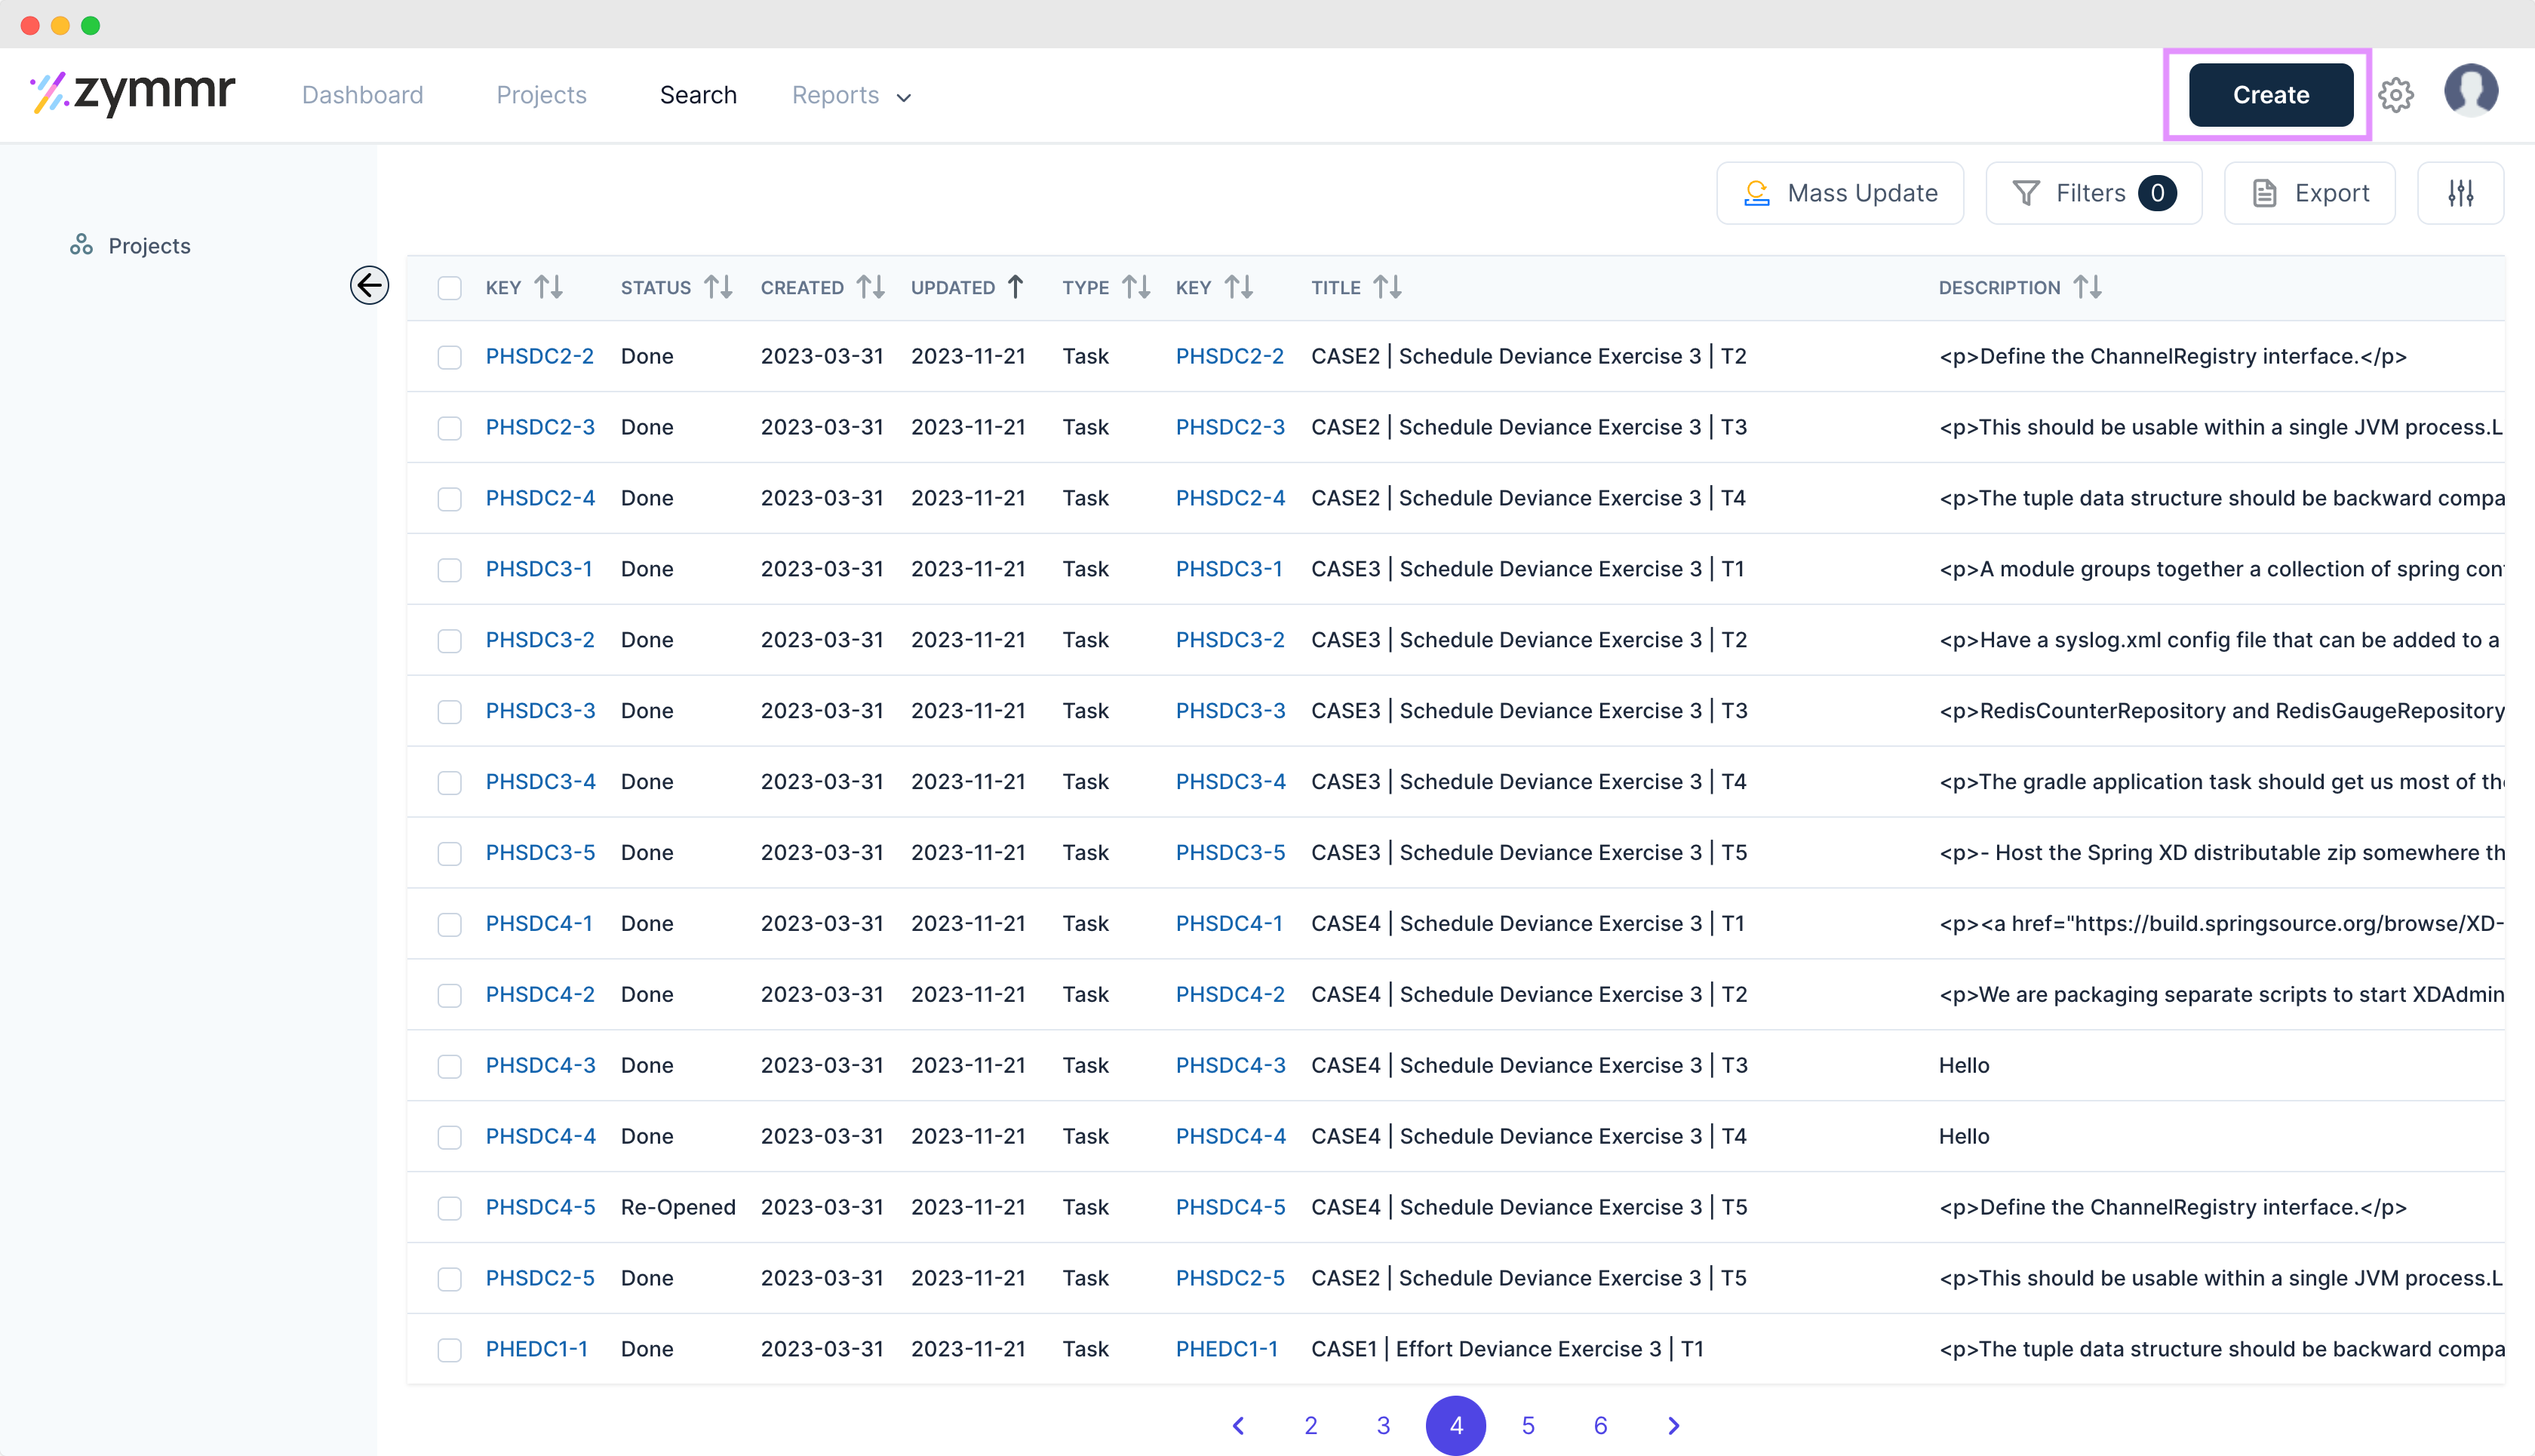 zymmr Dashboard Projects Search Reports Create
Mass Update Filters 0 Export
Projects
KEY STATUS CREATED UPDATED TYPE KEY TITLE DESCRIPTION
PHSDC2-2 Done 2023-03-31 2023-11-21 Task PHSDC2-2 CASE2 | Schedule Deviance Exercise 3 | T2 <p>Define the ChannelRegistry interface.</p>
PHSDC2-3 Done 2023-03-31 2023-11-21 Task PHSDC2-3 CASE2 | Schedule Deviance Exercise 3 | T3 <p>This should be usable within a single JVM process.L
PHSDC2-4 Done 2023-03-31 2023-11-21 Task PHSDC2-4 CASE2 | Schedule Deviance Exercise 3 | T4 <p>The tuple data structure should be backward compa
PHSDC3-1 Done 2023-03-31 2023-11-21 Task PHSDC3-1 CASE3 | Schedule Deviance Exercise 3 | T1 <p>A module groups together a collection of spring con
PHSDC3-2 Done 2023-03-31 2023-11-21 Task PHSDC3-2 CASE3 | Schedule Deviance Exercise 3 | T2 <p>Have a syslog.xml config file that can be added to a
PHSDC3-3 Done 2023-03-31 2023-11-21 Task PHSDC3-3 CASE3 | Schedule Deviance Exercise 3 | T3 <p>RedisCounterRepository and RedisGaugeRepository
PHSDC3-4 Done 2023-03-31 2023-11-21 Task PHSDC3-4 CASE3 | Schedule Deviance Exercise 3 | T4 <p>The gradle application task should get us most of th
PHSDC3-5 Done 2023-03-31 2023-11-21 Task PHSDC3-5 CASE3 | Schedule Deviance Exercise 3 | T5 <p>- Host the Spring XD distributable zip somewhere th
PHSDC4-1 Done 2023-03-31 2023-11-21 Task PHSDC4-1 CASE4 | Schedule Deviance Exercise 3 | T1 <p><a href="https://build.springsource.org/browse/XD-
PHSDC4-2 Done 2023-03-31 2023-11-21 Task PHSDC4-2 CASE4 | Schedule Deviance Exercise 3 | T2 <p>We are packaging separate scripts to start XDAdmin
PHSDC4-3 Done 2023-03-31 2023-11-21 Task PHSDC4-3 CASE4 | Schedule Deviance Exercise 3 | T3 Hello
PHSDC4-4 Done 2023-03-31 2023-11-21 Task PHSDC4-4 CASE4 | Schedule Deviance Exercise 3 | T4 Hello
PHSDC4-5 Re-Opened 2023-03-31 2023-11-21 Task PHSDC4-5 CASE4 | Schedule Deviance Exercise 3 | T5 <p>Define the ChannelRegistry interface.</p>
PHSDC2-5 Done 2023-03-31 2023-11-21 Task PHSDC2-5 CASE2 | Schedule Deviance Exercise 3 | T5 <p>This should be usable within a single JVM process.L
PHEDC1-1 Done 2023-03-31 2023-11-21 Task PHEDC1-1 CASE1 | Effort Deviance Exercise 3 | T1 <p>The tuple data structure should be backward compa
2 3 4 5 6